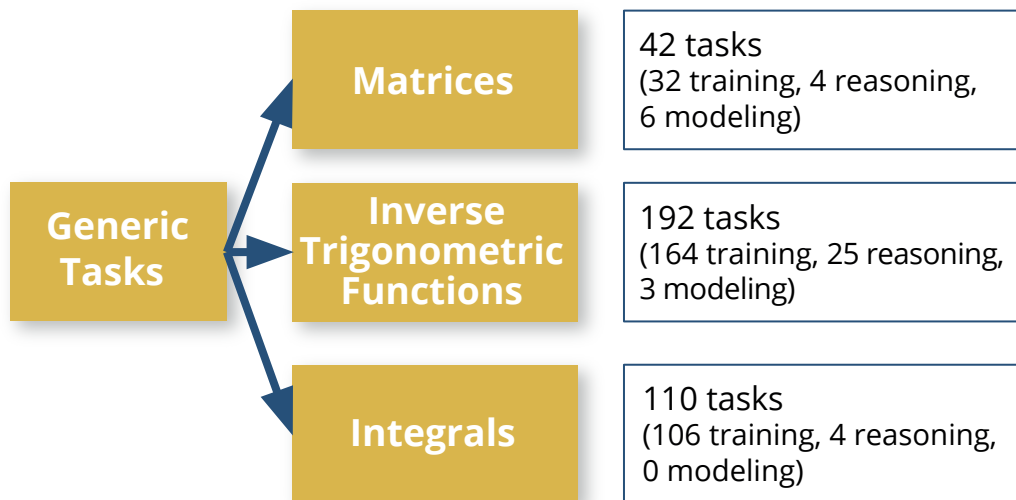 Generic
Tasks
Matrices
42 tasks
(32 training, 4 reasoning,
6 modeling)
Inverse
Trigonometric
Functions
192 tasks
(164 training, 25 reasoning,
3 modeling)
Integrals
110 tasks
(106 training, 4 reasoning,
0 modeling)